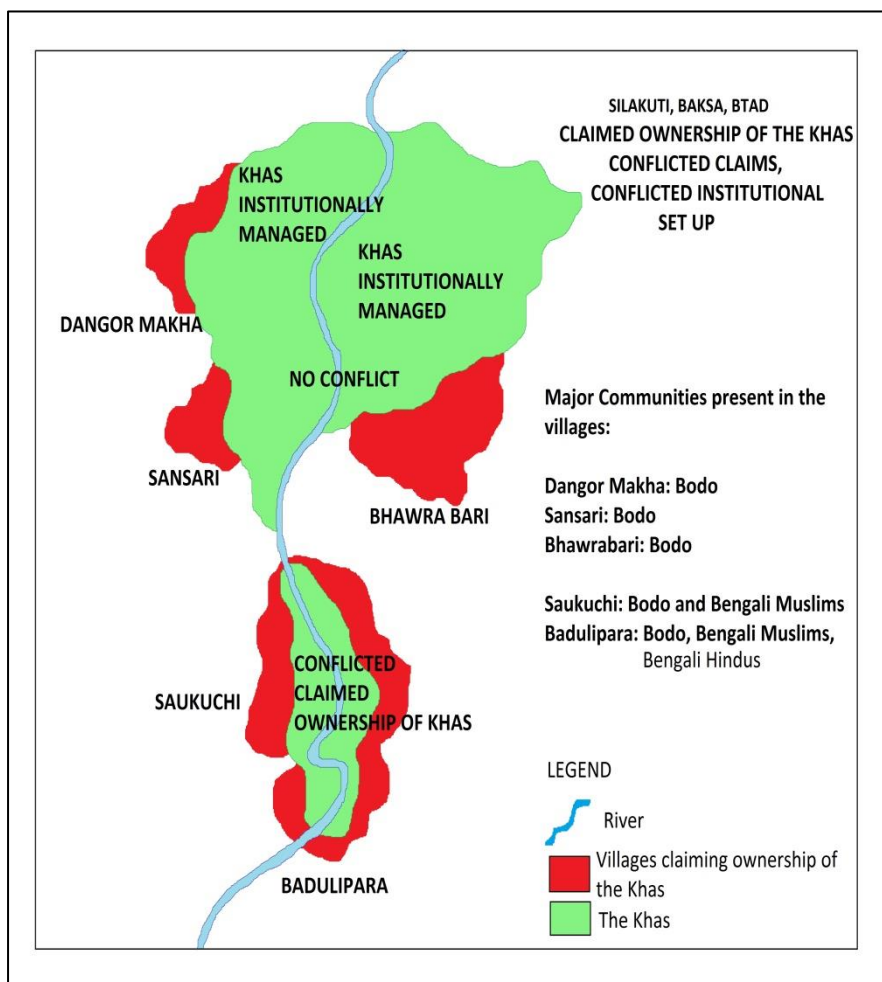 SILAKUTI, BAKSA, BTAD
CLAIMED OWNERSHIP OF THE KHAS
CONFLICTED CLAIMS,
CONFLICTED INSTITUTIONAL
SET UP
KHAS
INSTITUTIONALLY
MANAGED
KHAS
INSTITUTIONALLY
MANAGED
DANGOR MAKHA
NO CONFLICT
SANSARI
BHAWRA BARI
Major Communities present in the
villages:
Dangor Makha: Bodo
Sansari: Bodo
Bhawrabari: Bodo
Saukuchi: Bodo and Bengali Muslims
Badulipara: Bodo, Bengali Muslims,
Bengali Hindus
CONFLICTED
CLAIMED
OWNERSHIP OF KHAS
SAUKUCHI
BADULIPARA
LEGEND
River
Villages claiming ownership of
the Khas
The Khas